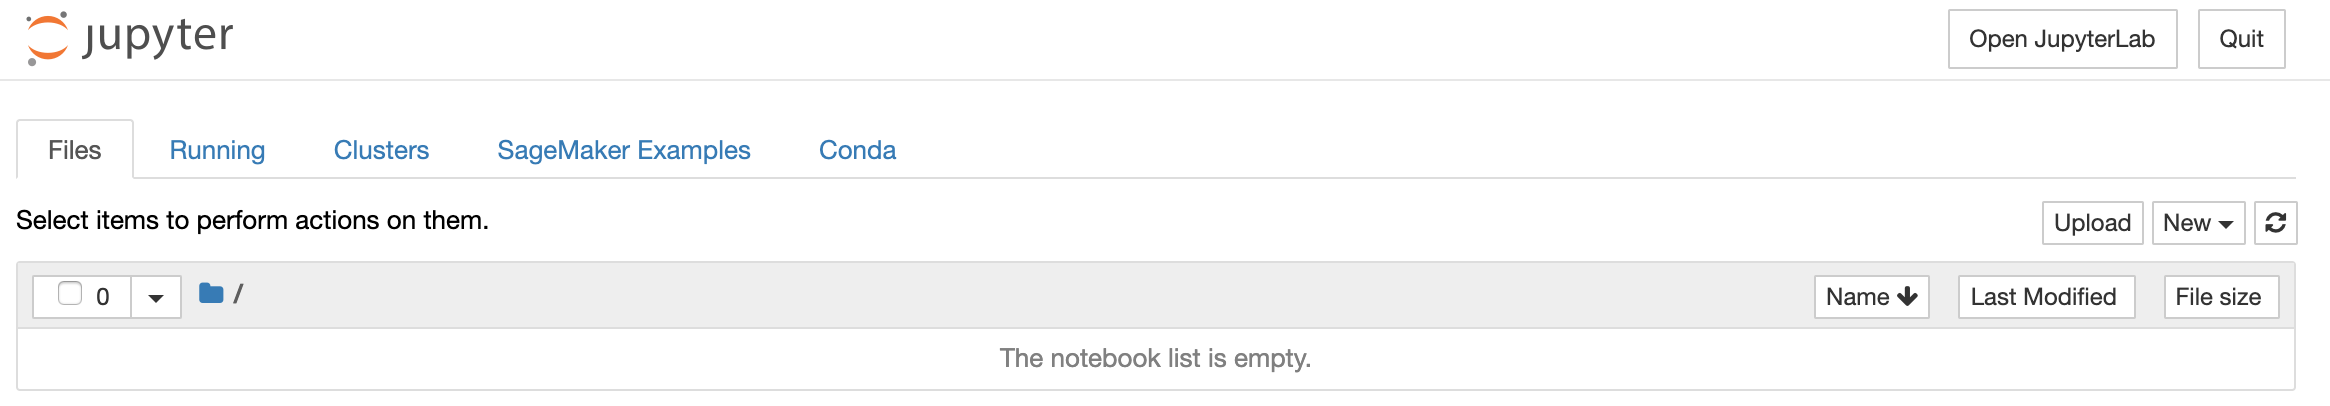 jupyter
Open JupyterLab
Quit
Files
Running
Clusters
SageMaker Examples
Conda
Select items to perform actions on them.
Upload
New
0
/
Name
Last Modified
File size
The notebook list is empty.